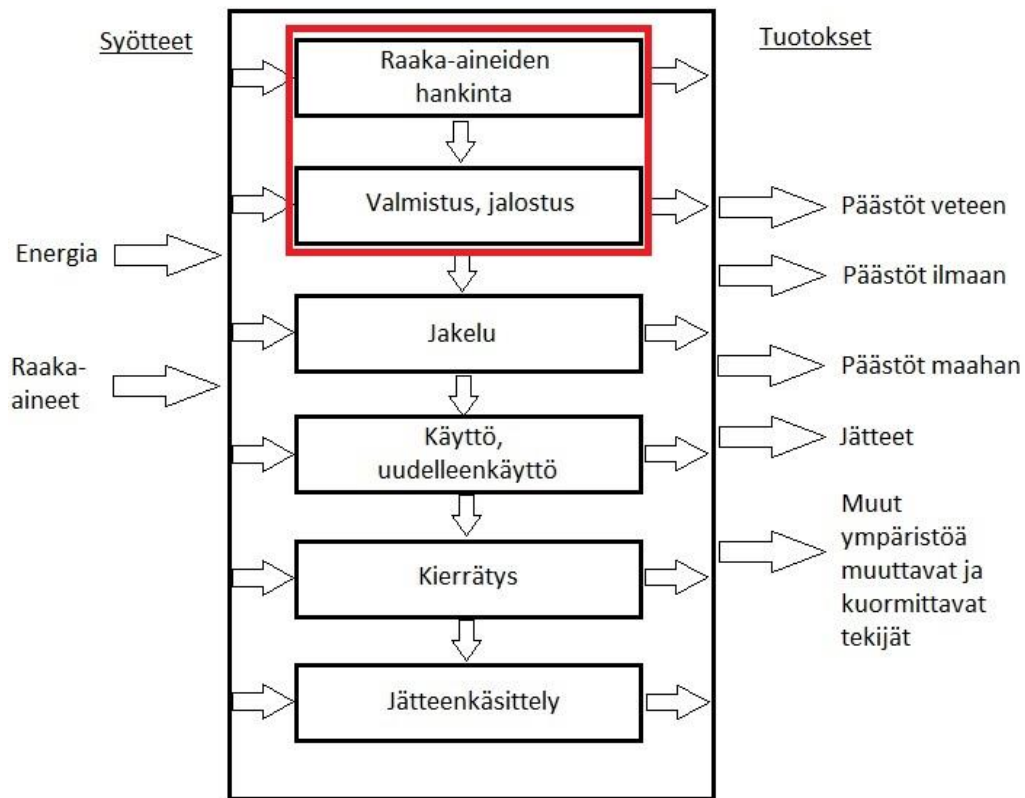 Syötteet
Energia
Raaka-
aineet
Raaka-aineiden
hankinta
Valmistus, jalostus
Jakelu
Käyttö,
uudelleenkäyttö
Kierrätys
Jätteenkäsittely
Tuotokset
Päästöt veteen
Päästöt ilmaan
Päästöt maahan
Jätteet
Muut
ympäristöä
muuttavat ja
kuormittavat
tekijät